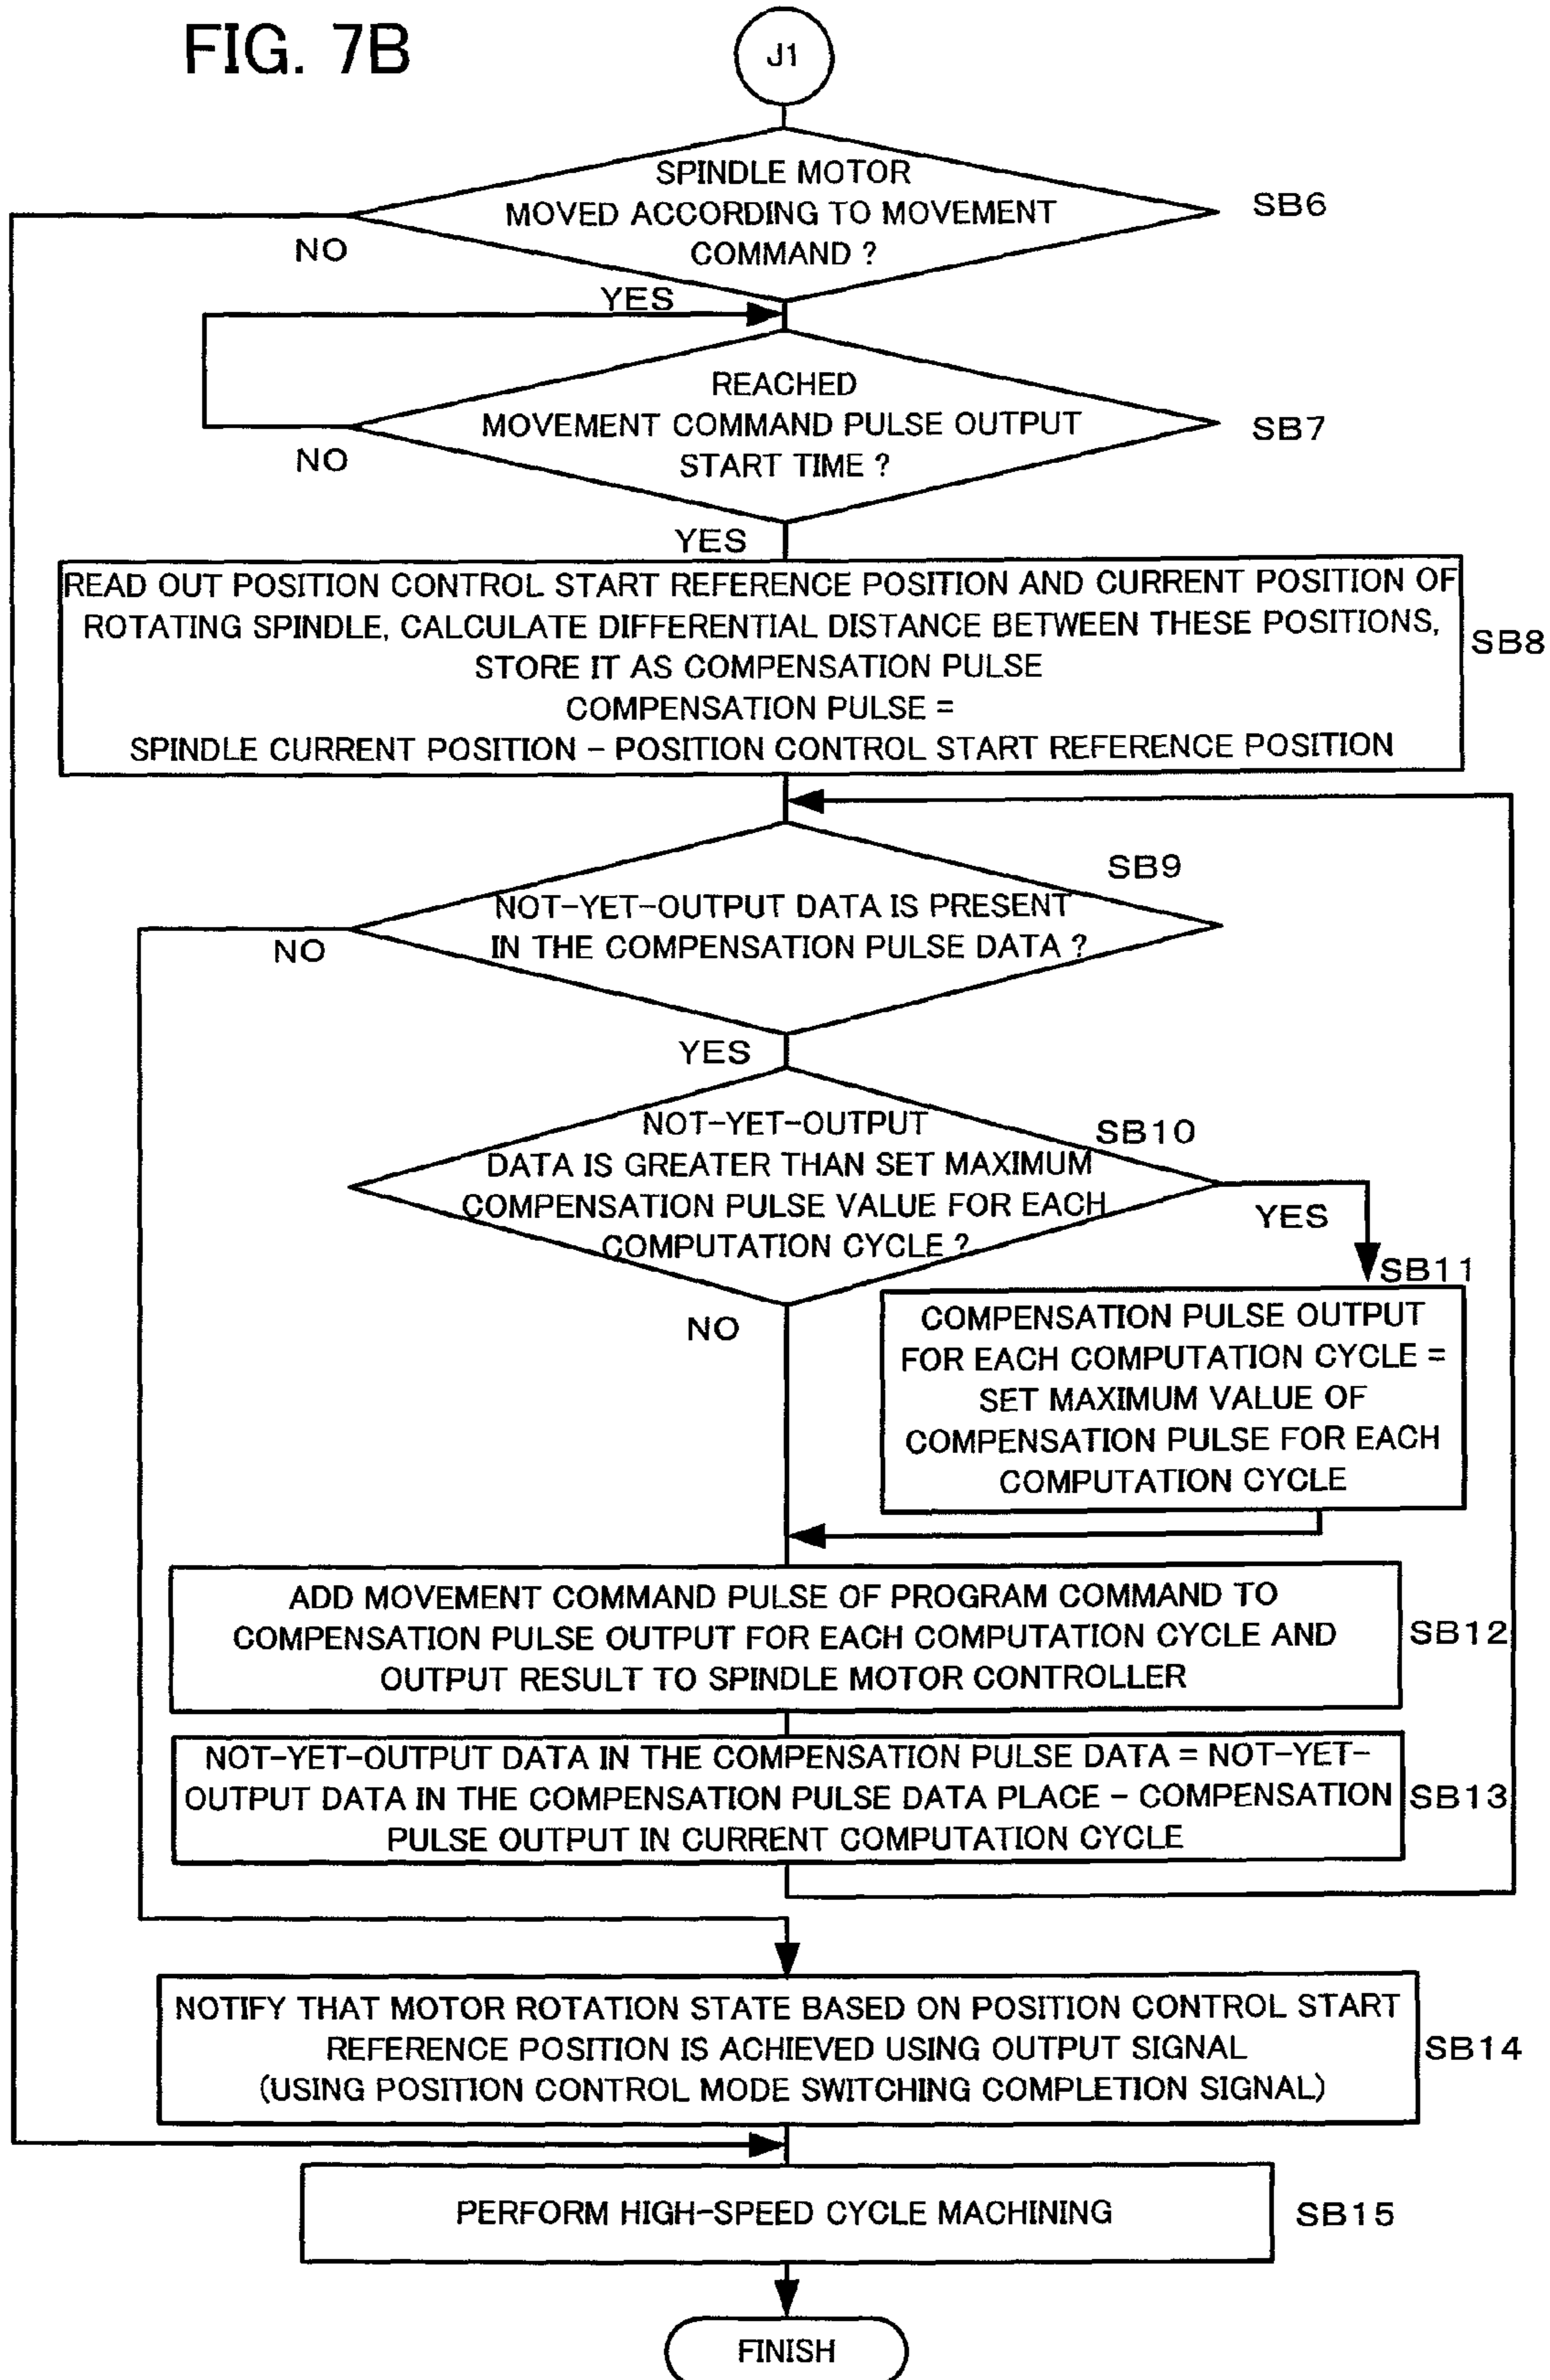 FIG. 7B
J1
SPINDLE MOTOR
MOVED ACCORDING TO MOVEMENT
COMMAND ?
SB6
NO
YES
REACHED
MOVEMENT COMMAND PULSE OUTPUT
START TIME ?
SB7
NO
YES
READ OUT POSITION CONTROL START REFERENCE POSITION AND CURRENT POSITION OF
ROTATING SPINDLE, CALCULATE DIFFERENTIAL DISTANCE BETWEEN THESE POSITIONS,
STORE IT AS COMPENSATION PULSE
COMPENSATION PULSE =
SPINDLE CURRENT POSITION – POSITION CONTROL START REFERENCE POSITION
SB8
SB9
NOT-YET-OUTPUT DATA IS PRESENT
IN THE COMPENSATION PULSE DATA ?
NO
YES
NOT-YET-OUTPUT
DATA IS GREATER THAN SET MAXIMUM
COMPENSATION PULSE VALUE FOR EACH
COMPUTATION CYCLE ?
SB10
YES
NO
SB11
COMPENSATION PULSE OUTPUT
FOR EACH COMPUTATION CYCLE =
SET MAXIMUM VALUE OF
COMPENSATION PULSE FOR EACH
COMPUTATION CYCLE
ADD MOVEMENT COMMAND PULSE OF PROGRAM COMMAND TO
COMPENSATION PULSE OUTPUT FOR EACH COMPUTATION CYCLE AND
OUTPUT RESULT TO SPINDLE MOTOR CONTROLLER
SB12
NOT-YET-OUTPUT DATA IN THE COMPENSATION PULSE DATA = NOT-YET-
OUTPUT DATA IN THE COMPENSATION PULSE DATA PLACE – COMPENSATION
PULSE OUTPUT IN CURRENT COMPUTATION CYCLE
SB13
NOTIFY THAT MOTOR ROTATION STATE BASED ON POSITION CONTROL START
REFERENCE POSITION IS ACHIEVED USING OUTPUT SIGNAL
(USING POSITION CONTROL MODE SWITCHING COMPLETION SIGNAL)
SB14
PERFORM HIGH-SPEED CYCLE MACHINING
SB15
FINISH